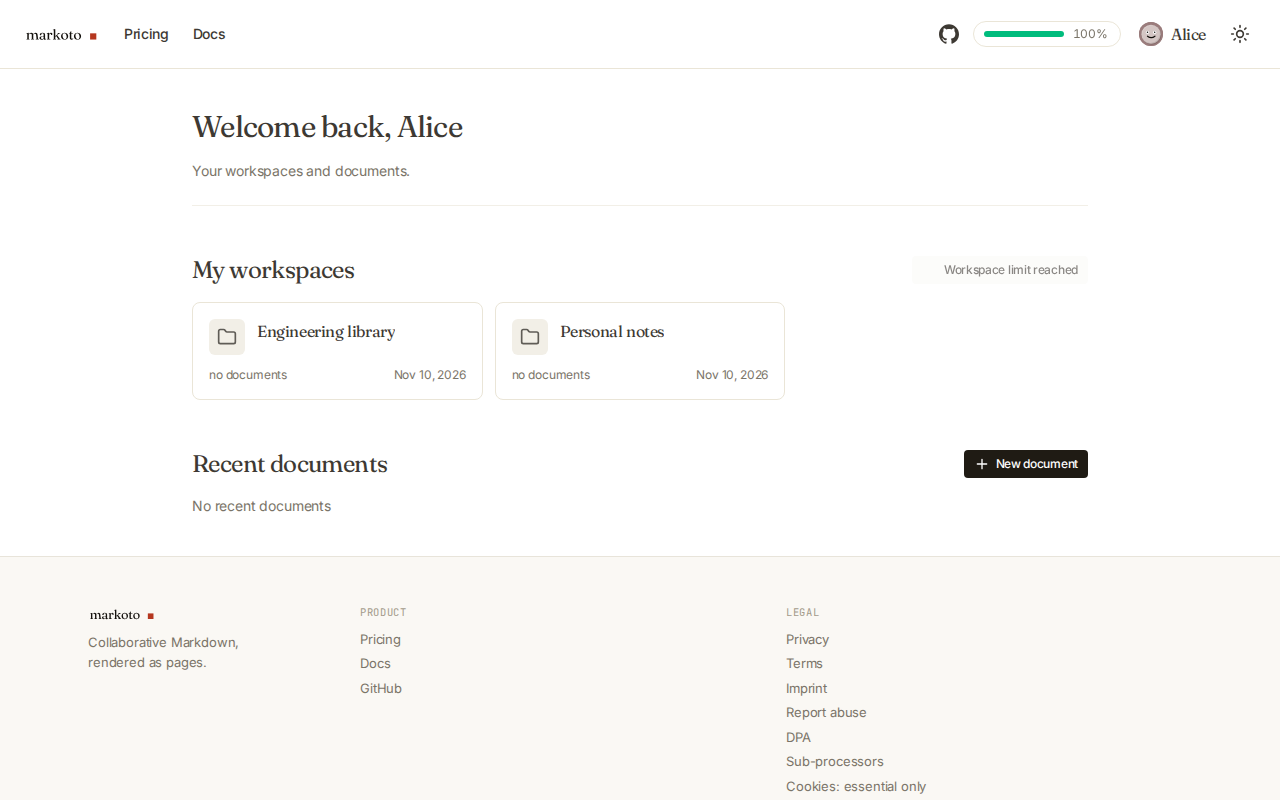 markoto
Pricing
Docs
100%
Alice
Welcome back, Alice
Your workspaces and documents.
My workspaces
Workspace limit reached
Engineering library
no documents
Nov 10, 2026
Personal notes
no documents
Nov 10, 2026
Recent documents
New document
No recent documents
markoto
Collaborative Markdown,
rendered as pages.
PRODUCT
Pricing
Docs
GitHub
LEGAL
Privacy
Terms
Imprint
Report abuse
DPA
Sub-processors
Cookies: essential only